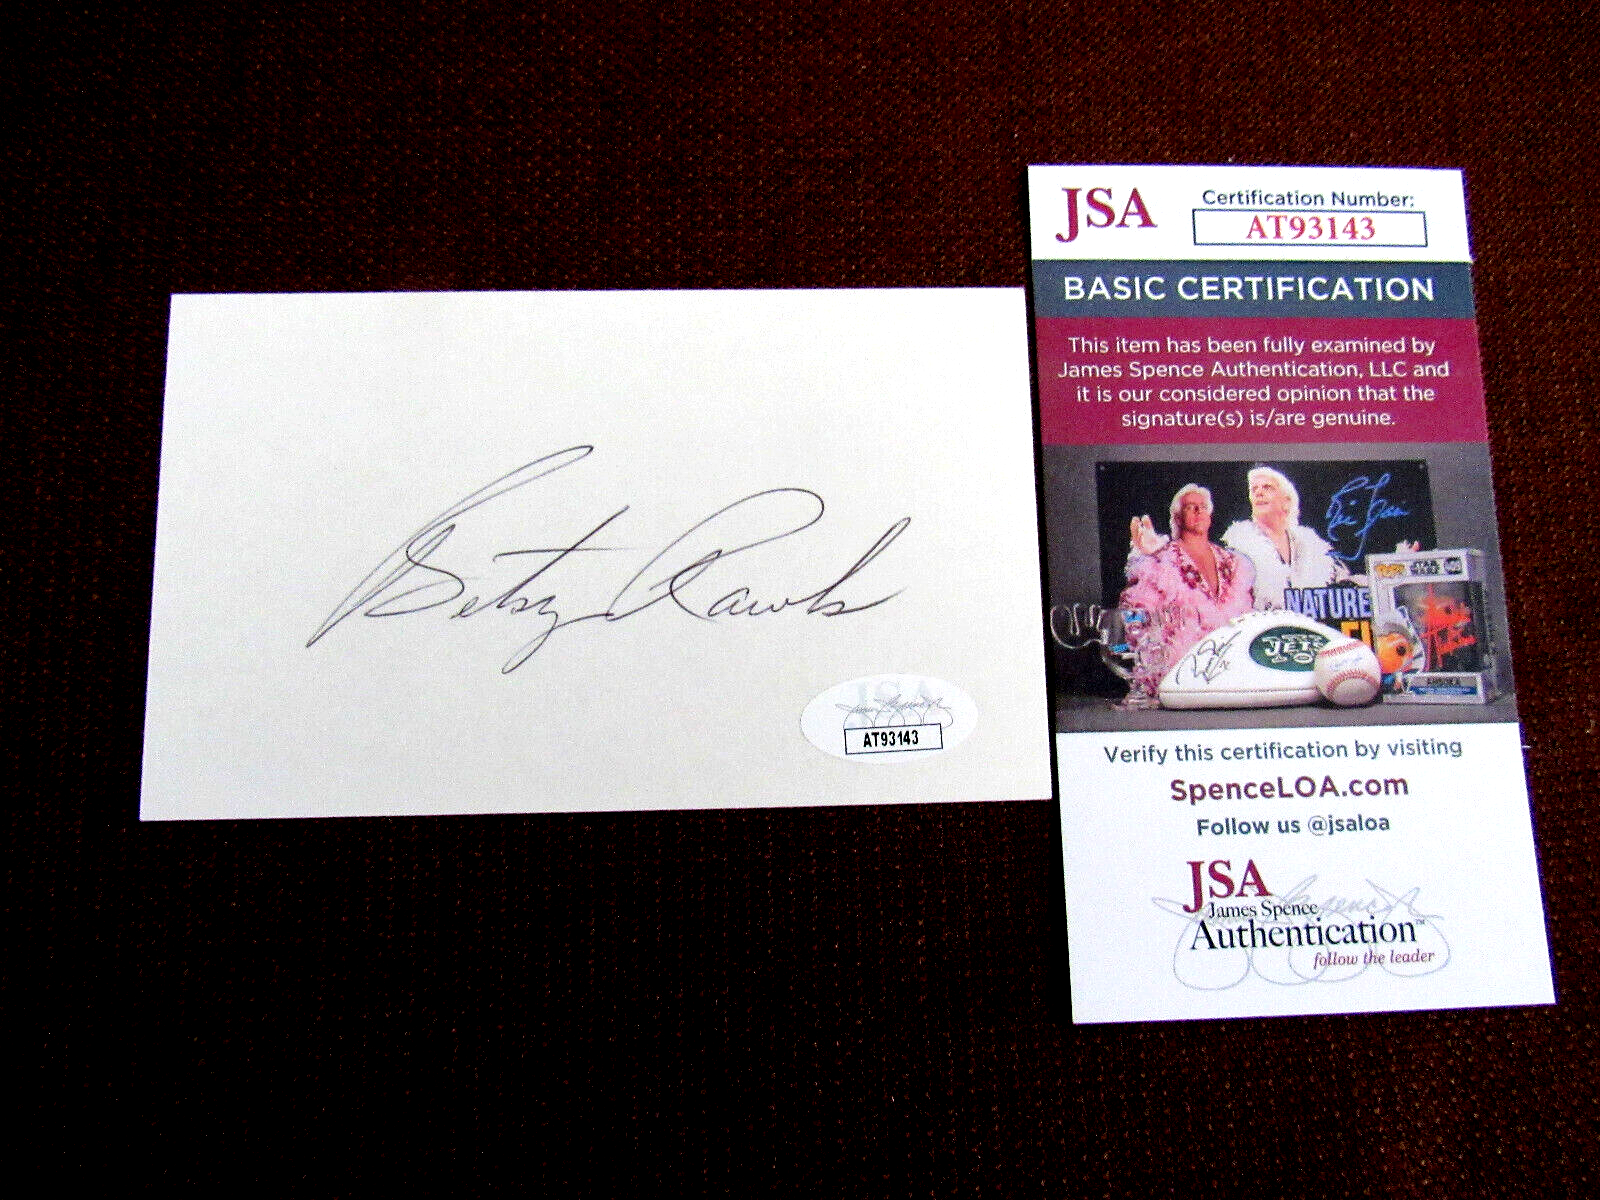 Betsy Rawls
JSA
AT93143
JSA
Certification Number:
AT93143
BASIC CERTIFICATION
This item has been fully examined by
James Spence Authentication, LLC and
it is our considered opinion that the
signature(s) is/are genuine.
NATURE
JETS
Verify this certification by visiting
SpenceLOA.com
Follow us @jsaloa
JSA
James Spence
Authentication™
follow the leader